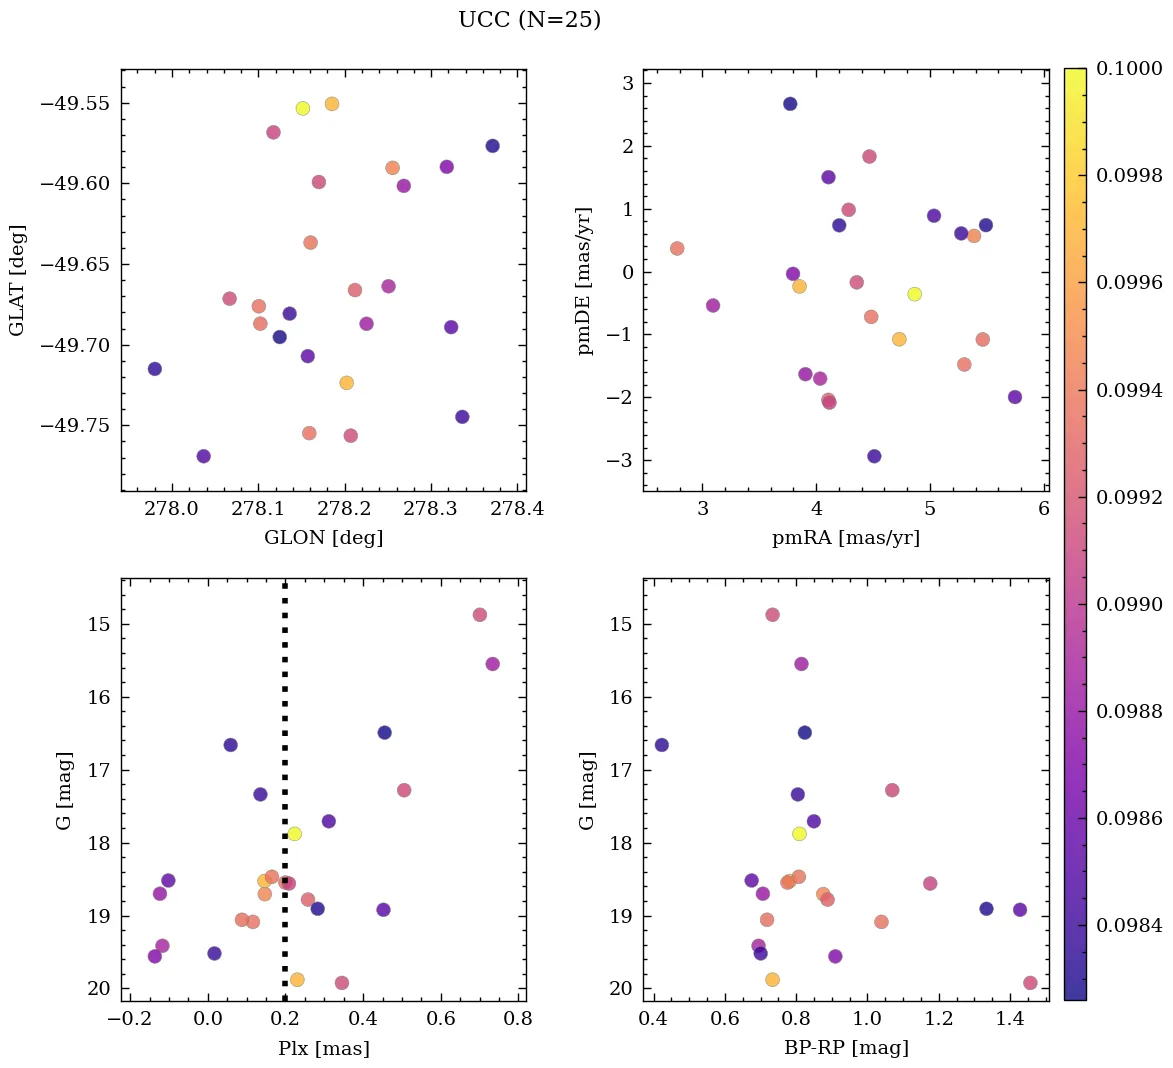 UCC (N=25)
−49.55
−49.60
−49.65
−49.70
−49.75
GLAT [deg]
278.0 278.1 278.2 278.3 278.4
GLON [deg]
3
2
1
0
−1
−2
−3
pmDE [mas/yr]
3 4 5 6
pmRA [mas/yr]
15
16
17
18
19
20
G [mag]
−0.2 0.0 0.2 0.4 0.6 0.8
Plx [mas]
15
16
17
18
19
20
G [mag]
0.4 0.6 0.8 1.0 1.2 1.4
BP-RP [mag]
0.1000
0.0998
0.0996
0.0994
0.0992
0.0990
0.0988
0.0986
0.0984